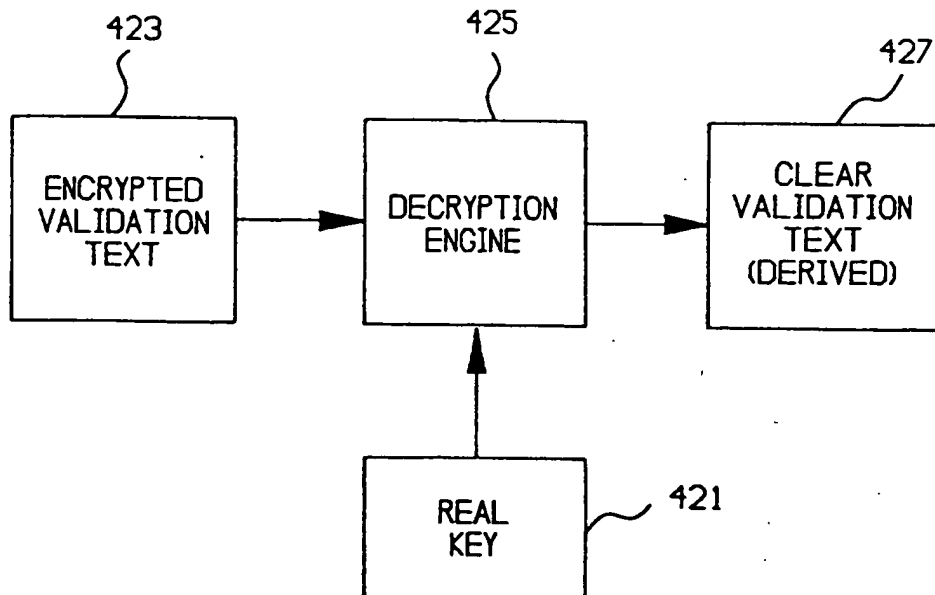 423
425
427
ENCRYPTED
VALIDATION
TEXT
DECRYPTION
ENGINE
CLEAR
VALIDATION
TEXT
(DERIVED)
REAL
KEY
421